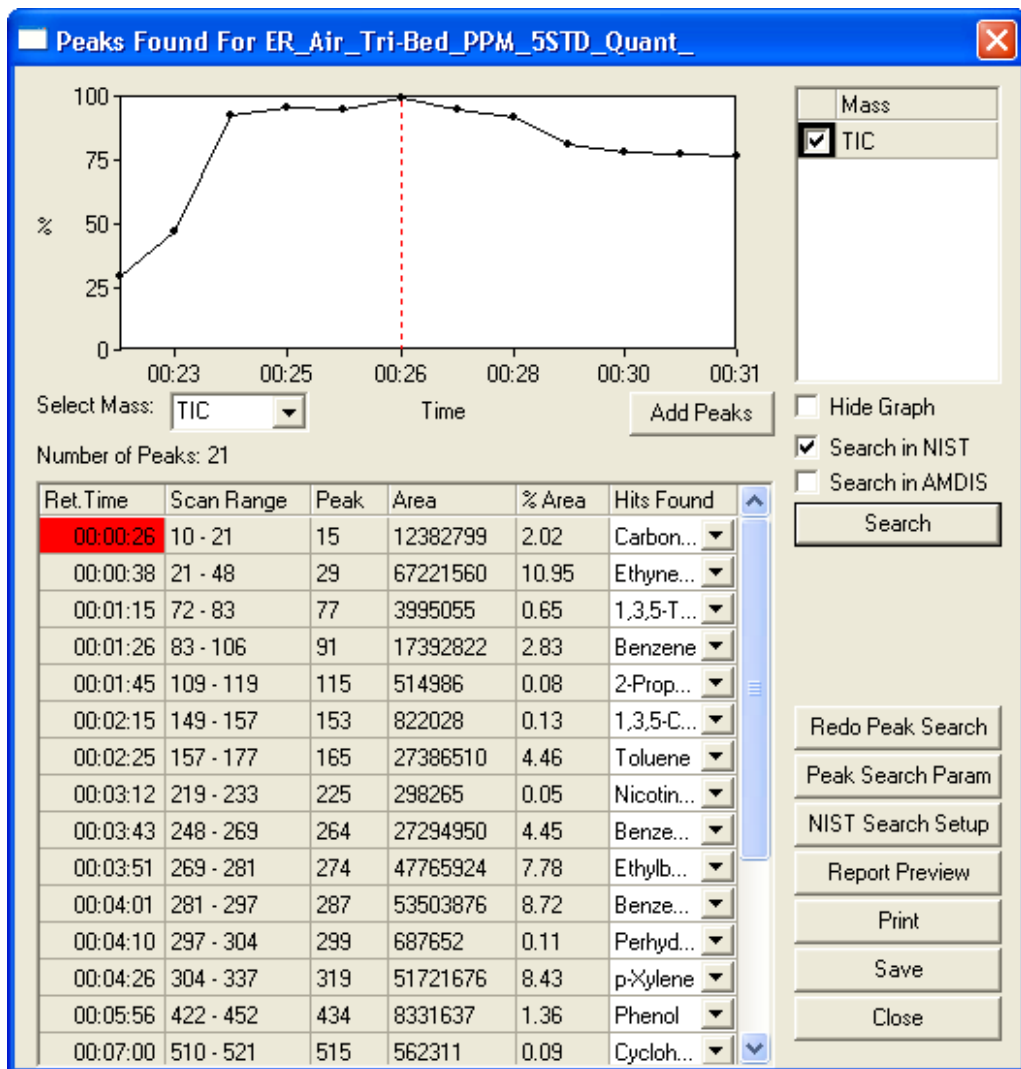 Peaks Found For ER_Air_Tri-Bed_PPM_5STD_Quant_
100
75
%
50
25
0
00:23 00:25 00:26 00:28 00:30 00:31
Time
Mass
TIC
Select Mass: TIC
Add Peaks
Hide Graph
Search in NIST
Search in AMDIS
Search
Number of Peaks: 21
Ret.Time Scan Range Peak Area % Area Hits Found
00:00:26 10 - 21 15 12382799 2.02 Carbon...
00:00:38 21 - 48 29 67221560 10.95 Ethyne...
00:01:15 72 - 83 77 3995055 0.65 1,3,5-T...
00:01:26 83 - 106 91 17392822 2.83 Benzene
00:01:45 109 - 119 115 514986 0.08 2-Prop...
00:02:15 149 - 157 153 822028 0.13 1,3,5-C...
00:02:25 157 - 177 165 27386510 4.46 Toluene
00:03:12 219 - 233 225 298265 0.05 Nicotin...
00:03:43 248 - 269 264 27294950 4.45 Benze...
00:03:51 269 - 281 274 47765924 7.78 Ethylb...
00:04:01 281 - 297 287 53503876 8.72 Benze...
00:04:10 297 - 304 299 687652 0.11 Perhyd...
00:04:26 304 - 337 319 51721676 8.43 p-Xylene
00:05:56 422 - 452 434 8331637 1.36 Phenol
00:07:00 510 - 521 515 562311 0.09 Cycloh...
Redo Peak Search
Peak Search Param
NIST Search Setup
Report Preview
Print
Save
Close